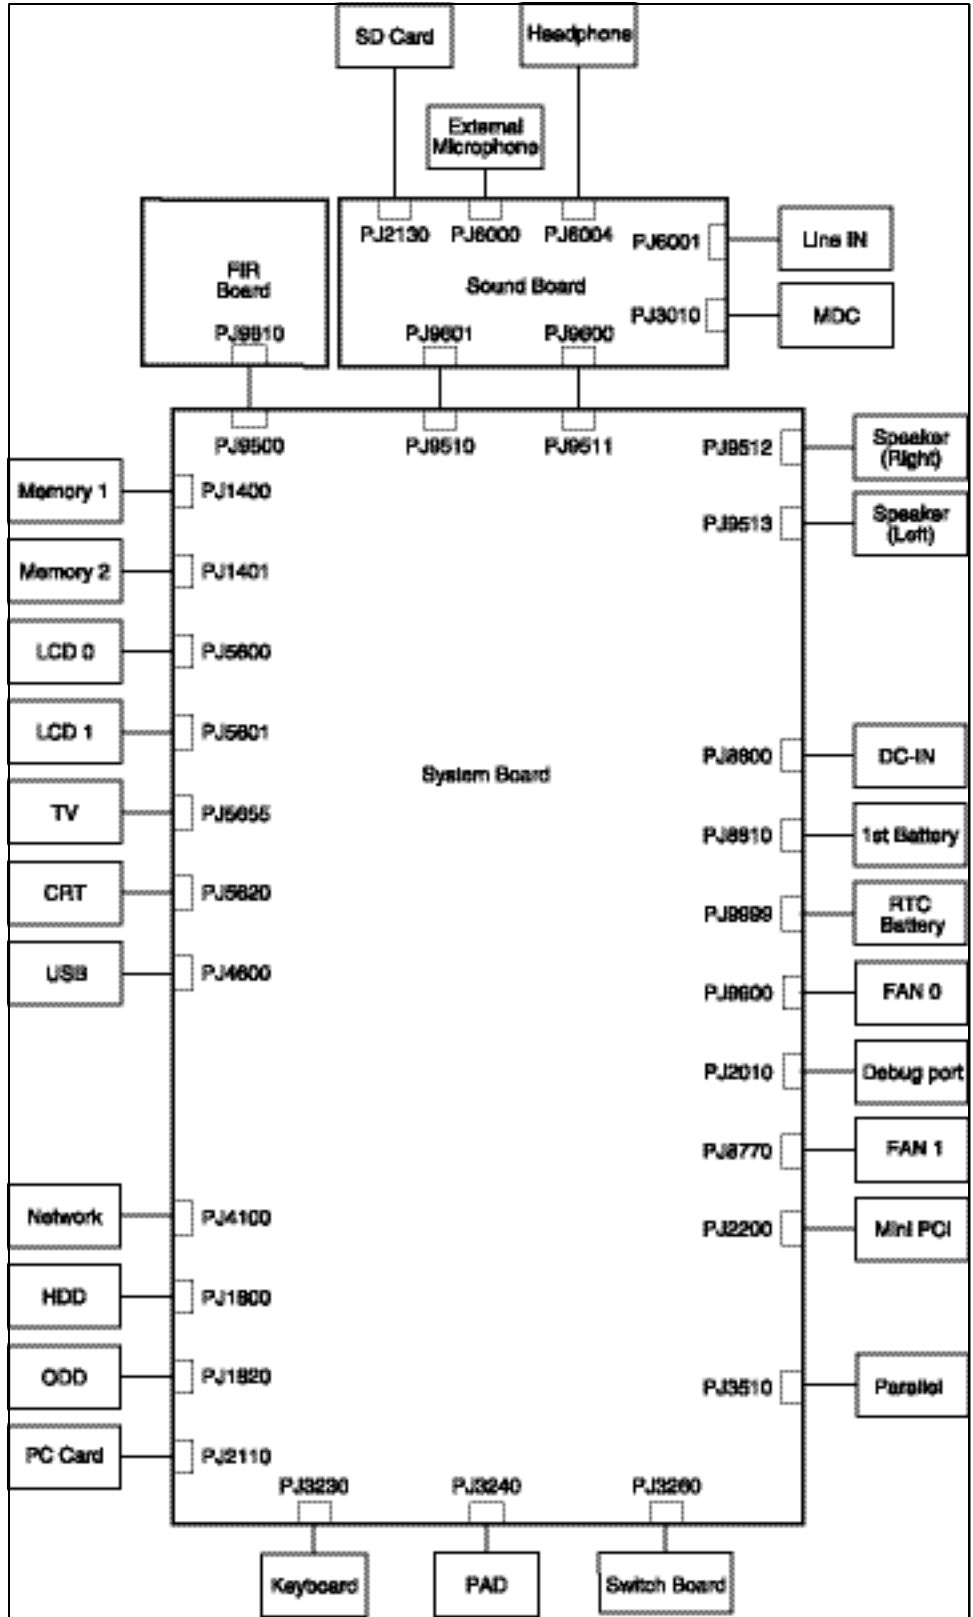 SD Card
Headphone
External
Microphone
PJ2130 PJ6000 PJ6004 PJ6001
Line IN
FIR
Board
Sound Board
PJ3010
MDC
PJ9610
PJ9601
PJ9600
PJ9500
PJ9510
PJ9511
PJ9512
Speaker
(Right)
Memory 1
PJ1400
PJ9513
Speaker
(Left)
Memory 2
PJ1401
LCD 0
PJ5600
LCD 1
PJ5601
PJ8800
DC-IN
System Board
TV
PJ5655
PJ8810
1st Battery
CRT
PJ5620
PJ9999
RTC
Battery
USB
PJ4600
FAN 0
PJ2010
Debug port
PJ8770
FAN 1
Network
PJ4100
PJ2200
Mini PCI
HDD
PJ1800
ODD
PJ1820
PJ3510
Parallel
PC Card
PJ2110
PJ3230
PJ3240
PJ3260
Keyboard
PAD
Switch Board